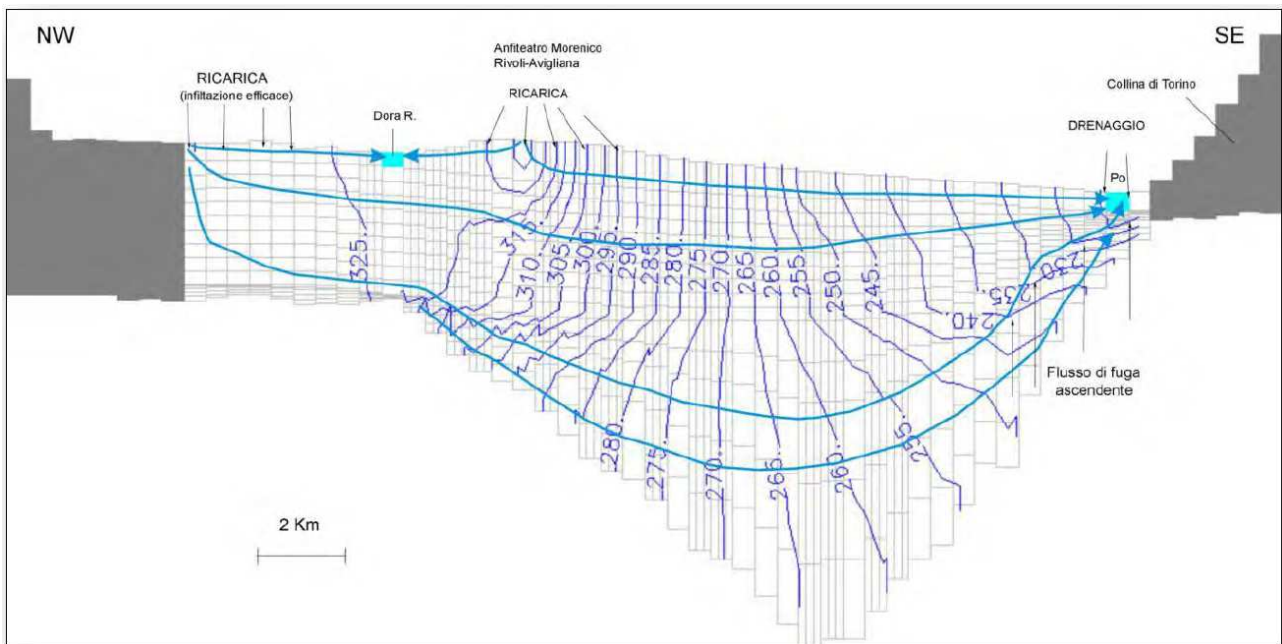 NW
SE
Anfiteatro Morenico
Rivoli-Avigliana
RICARICA
(infiltazione efficace)
RICARICA
Collina di Torino
Dora R.
DRENAGGIO
Po
325.
315.
310.
305.
300.
295.
290.
285.
280.
275.
270.
265.
260.
255.
250.
245.
240.
235.
230.
Flusso di fuga
ascendente
280.
275.
270.
265.
260.
255.
2 Km